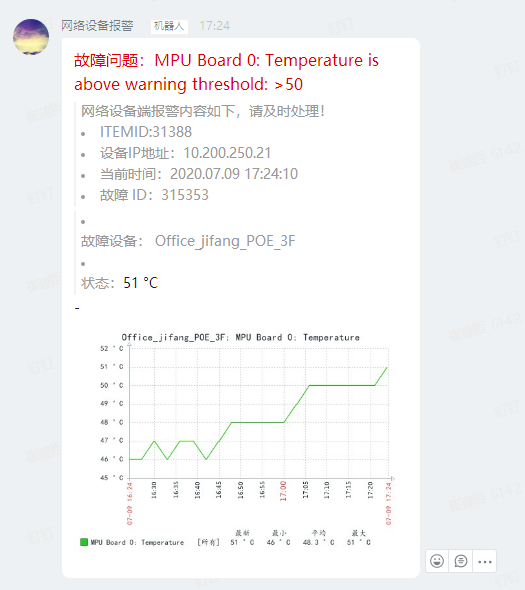 网络设备报警 机器人 17:24
故障问题：MPU Board 0: Temperature is
above warning threshold: >50
网络设备端报警内容如下，请及时处理！
• ITEMID:31388
• 设备IP地址：10.200.250.21
• 当前时间：2020.07.09 17:24:10
• 故障 ID：315353
•
故障设备： Office_jifang_POE_3F
•
状态：51 °C
-
Office_jifang_POE_3F: MPU Board 0: Temperature
52 °C
51 °C
50 °C
49 °C
48 °C
47 °C
46 °C
45 °C
07-09 16:24 16:30 16:35 16:40 16:45 16:50 16:55 17:00 17:05 17:10 17:15 17:20 07-09 17:24
最新 最小 平均 最大
MPU Board 0: Temperature [所有] 51 °C 46 °C 48.3 °C 51 °C